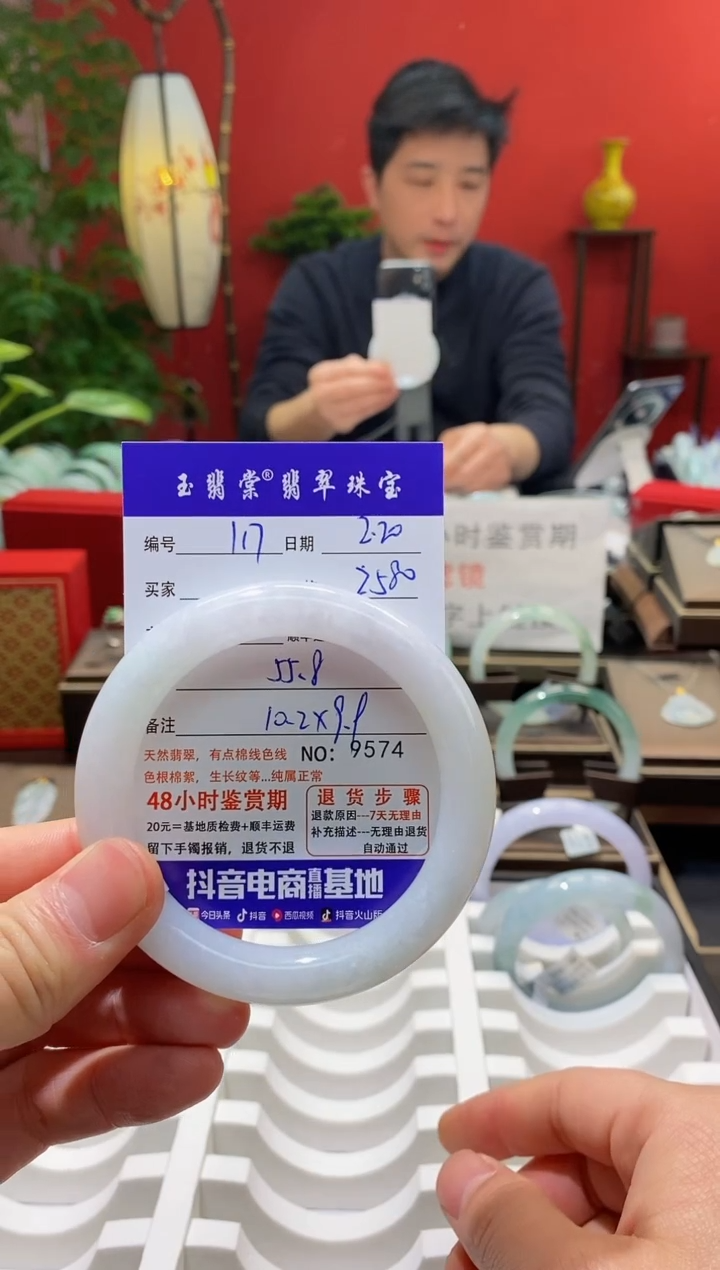 玉翡棠®翡翠珠宝
编号 117 日期 2.20
买家 2580
55.8
备注 10.2x9.9
天然翡翠，有点棉线色线 NO: 9574
色根棉絮，生长纹等...纯属正常
48小时鉴赏期
20元=基地质检费+顺丰运费
留下手镯报销，退货不退
退货步骤
退款原因---7天无理由
补充描述---无理由退货
自动通过
抖音电商直播基地
今日头条 抖音 西瓜视频 抖音火山版
小时鉴赏期